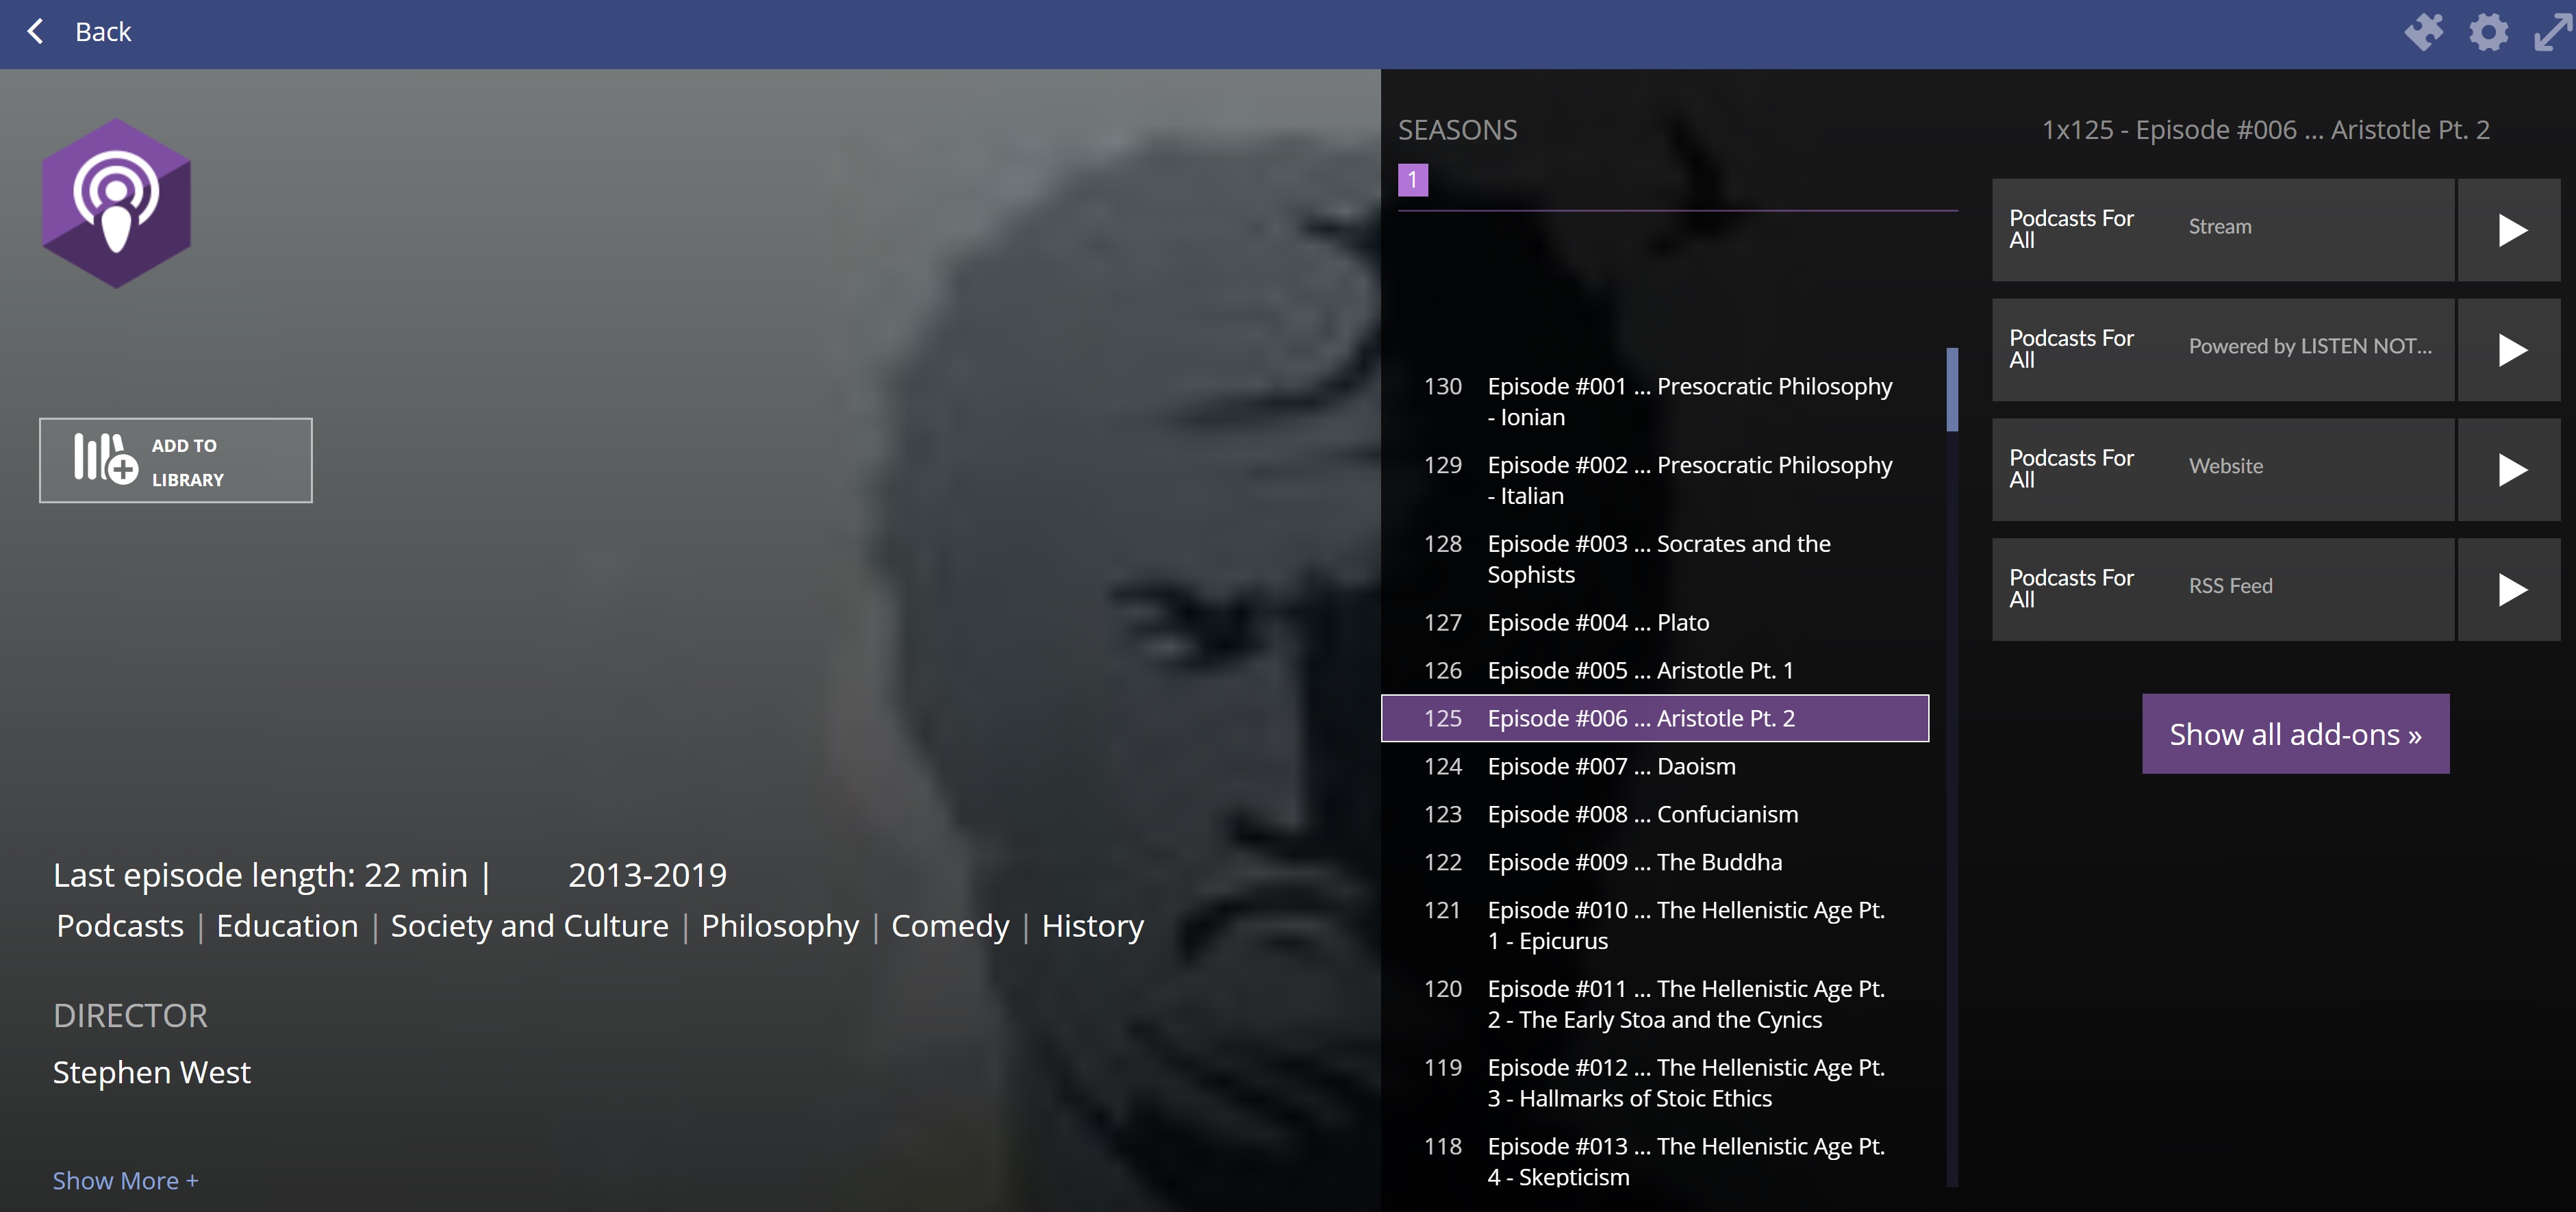 Back
ADD TO
LIBRARY
Last episode length: 22 min | 2013-2019
Podcasts | Education | Society and Culture | Philosophy | Comedy | History
DIRECTOR
Stephen West
Show More +
SEASONS
1
130 Episode #001 ... Presocratic Philosophy
- Ionian
129 Episode #002 ... Presocratic Philosophy
- Italian
128 Episode #003 ... Socrates and the
Sophists
127 Episode #004 ... Plato
126 Episode #005 ... Aristotle Pt. 1
125 Episode #006 ... Aristotle Pt. 2
124 Episode #007 ... Daoism
123 Episode #008 ... Confucianism
122 Episode #009 ... The Buddha
121 Episode #010 ... The Hellenistic Age Pt.
1 - Epicurus
120 Episode #011 ... The Hellenistic Age Pt.
2 - The Early Stoa and the Cynics
119 Episode #012 ... The Hellenistic Age Pt.
3 - Hallmarks of Stoic Ethics
118 Episode #013 ... The Hellenistic Age Pt.
4 - Skepticism
1x125 - Episode #006 ... Aristotle Pt. 2
Podcasts For
All
Stream
Podcasts For
All
Powered by LISTEN NOT...
Podcasts For
All
Website
Podcasts For
All
RSS Feed
Show all add-ons »